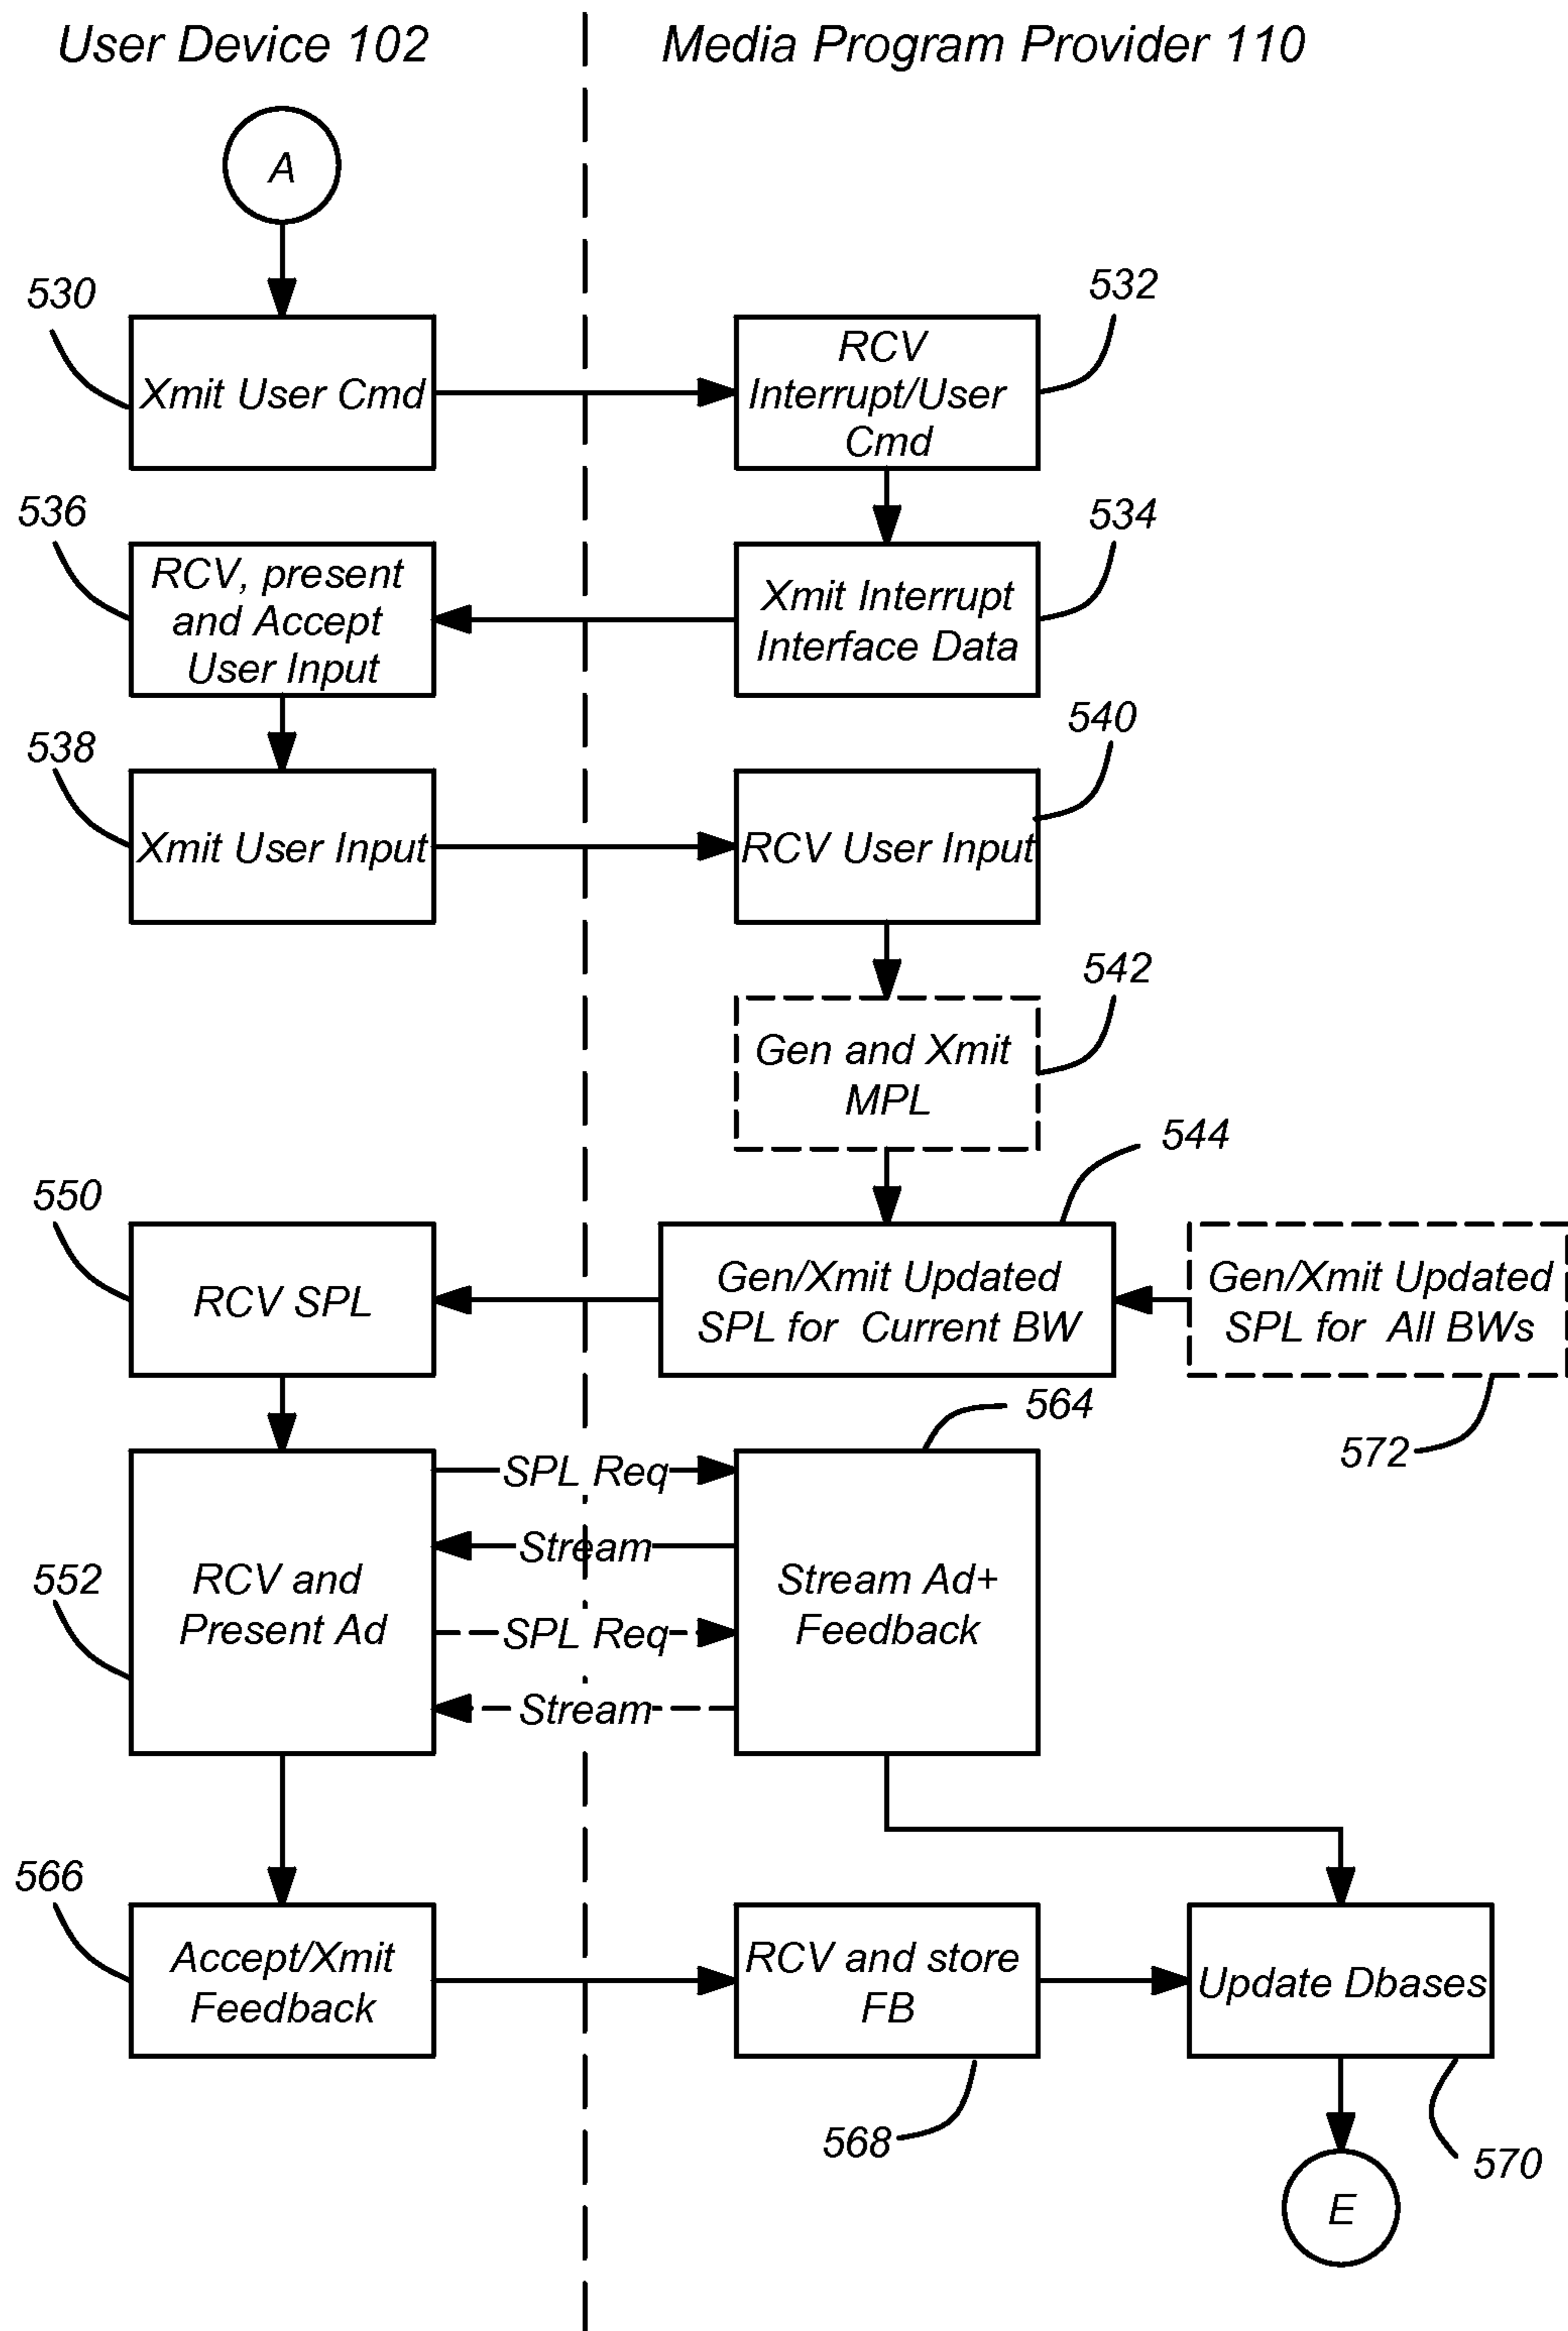 User Device 102
Media Program Provider 110
A
530
532
Xmit User Cmd
RCV
Interrupt/User
Cmd
536
534
RCV, present
and Accept
User Input
Xmit Interrupt
Interface Data
538
540
Xmit User Input
RCV User Input
542
Gen and Xmit
MPL
544
550
RCV SPL
Gen/Xmit Updated
SPL for Current BW
Gen/Xmit Updated
SPL for All BWs
564
572
SPL Req
Stream
552
RCV and
Present Ad
Stream Ad+
Feedback
SPL Req
Stream
566
Accept/Xmit
Feedback
RCV and store
FB
Update Dbases
568
570
E